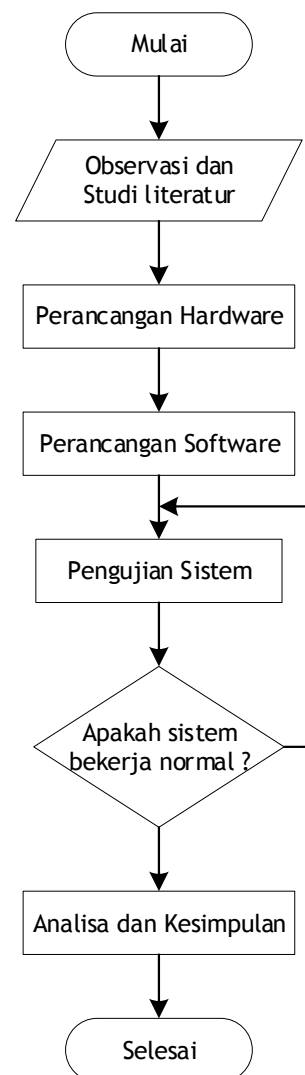 Mulai
Observasi dan
Studi literatur
Perancangan Hardware
Perancangan Software
Pengujian Sistem
Apakah sistem
bekerja normal ?
Analisa dan Kesimpulan
Selesai